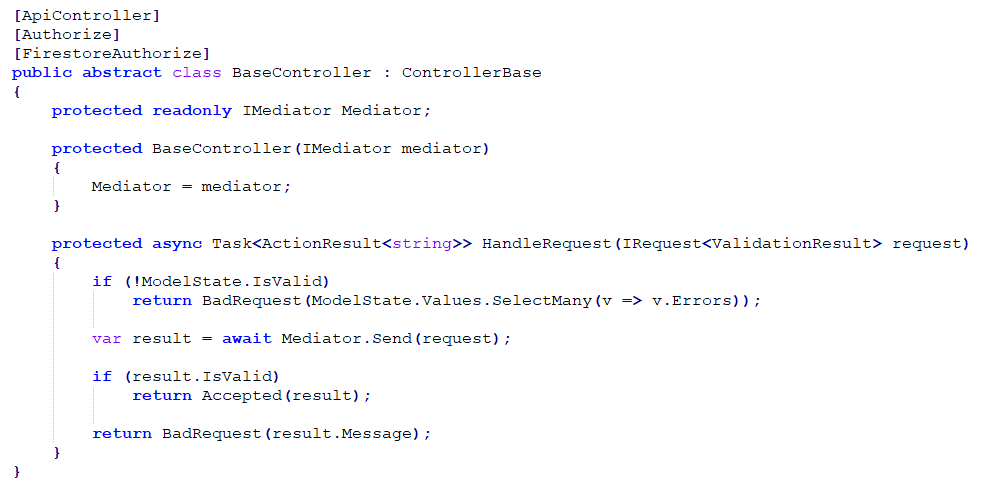 [ApiController]
[Authorize]
[FirestoreAuthorize]
public abstract class BaseController : ControllerBase
{
    protected readonly IMediator Mediator;

    protected BaseController(IMediator mediator)
    {
        Mediator = mediator;
    }

    protected async Task<ActionResult<string>> HandleRequest(IRequest<ValidationResult> request)
    {
        if (!ModelState.IsValid)
            return BadRequest(ModelState.Values.SelectMany(v => v.Errors));

        var result = await Mediator.Send(request);

        if (result.IsValid)
            return Accepted(result);

        return BadRequest(result.Message);
    }
}